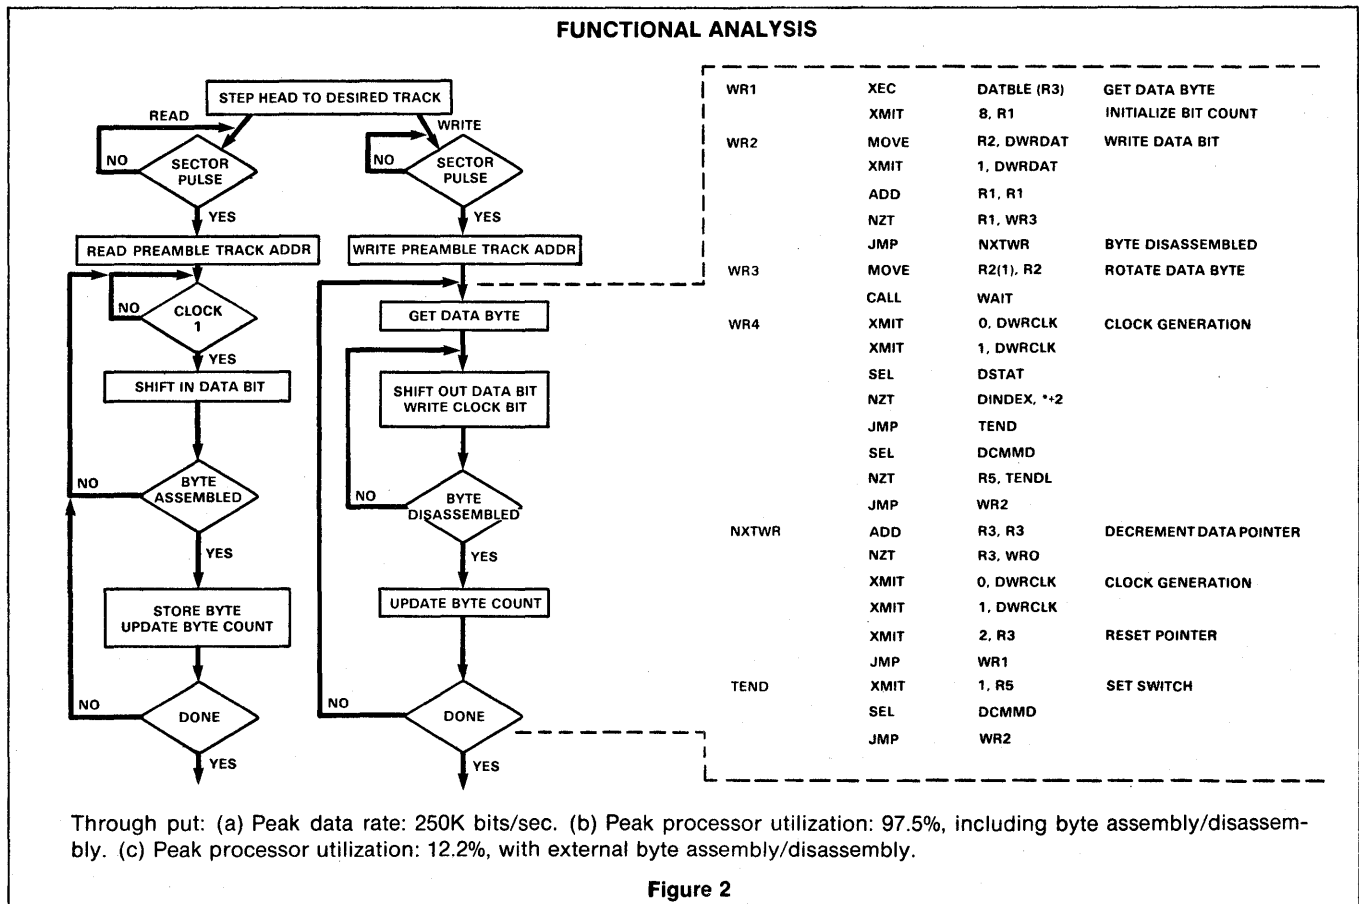 FUNCTIONAL ANALYSIS
STEP HEAD TO DESIRED TRACK
READ
NO
SECTOR
PULSE
YES
READ PREAMBLE TRACK ADDR
NO
CLOCK
1
YES
SHIFT IN DATA BIT
NO
BYTE
ASSEMBLED
YES
STORE BYTE
UPDATE BYTE COUNT
NO
DONE
YES
WRITE
NO
SECTOR
PULSE
YES
WRITE PREAMBLE TRACK ADDR
GET DATA BYTE
SHIFT OUT DATA BIT
WRITE CLOCK BIT
NO
BYTE
DISASSEMBLED
YES
UPDATE BYTE COUNT
NO
DONE
YES
WR1 XEC DATBLE (R3) GET DATA BYTE
XMIT 8, R1 INITIALIZE BIT COUNT
WR2 MOVE R2, DWRDAT WRITE DATA BIT
XMIT 1, DWRDAT
ADD R1, R1
NZT R1, WR3
JMP NXTWR BYTE DISASSEMBLED
WR3 MOVE R2(1), R2 ROTATE DATA BYTE
CALL WAIT
WR4 XMIT 0, DWRCLK CLOCK GENERATION
XMIT 1, DWRCLK
SEL DSTAT
NZT DINDEX, *+2
JMP TEND
SEL DCMMD
NZT R5, TENDL
JMP WR2
NXTWR ADD R3, R3 DECREMENT DATA POINTER
NZT R3, WRO
XMIT 0, DWRCLK CLOCK GENERATION
XMIT 1, DWRCLK
XMIT 2, R3 RESET POINTER
JMP WR1
TEND XMIT 1, R5 SET SWITCH
SEL DCMMD
JMP WR2
Through put: (a) Peak data rate: 250K bits/sec. (b) Peak processor utilization: 97.5%, including byte assembly/disassem-
bly. (c) Peak processor utilization: 12.2%, with external byte assembly/disassembly.
Figure 2